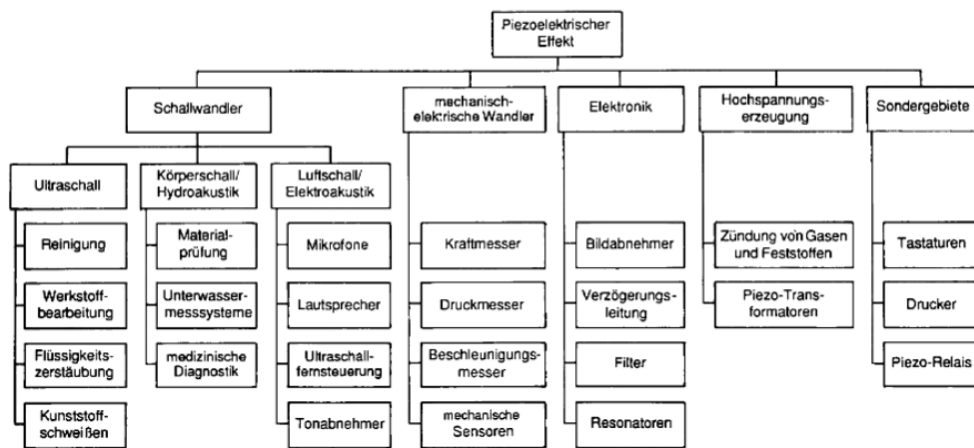 Piezoelektrischer
Effekt
Schallwandler
mechanisch-
elektrische Wandler
Elektronik
Hochspannungs-
erzeugung
Sondergebiete
Ultraschall
Körperschall/
Hydroakustik
Luftschall/
Elektroakustik
Reinigung
Werkstoff-
bearbeitung
Flüssigkeits-
zerstäubung
Kunststoff-
schweißen
Material-
prüfung
Unterwasser-
messsysteme
medizinische
Diagnostik
Mikrofone
Lautsprecher
Ultraschall-
fernsteuerung
Tonabnehmer
Kraftmesser
Druckmesser
Beschleunigungs-
messer
mechanische
Sensoren
Bildabnehmer
Verzögerungs-
leitung
Filter
Resonatoren
Zündung von Gasen
und Feststoffen
Piezo-Trans-
formatoren
Tastaturen
Drucker
Piezo-Relais